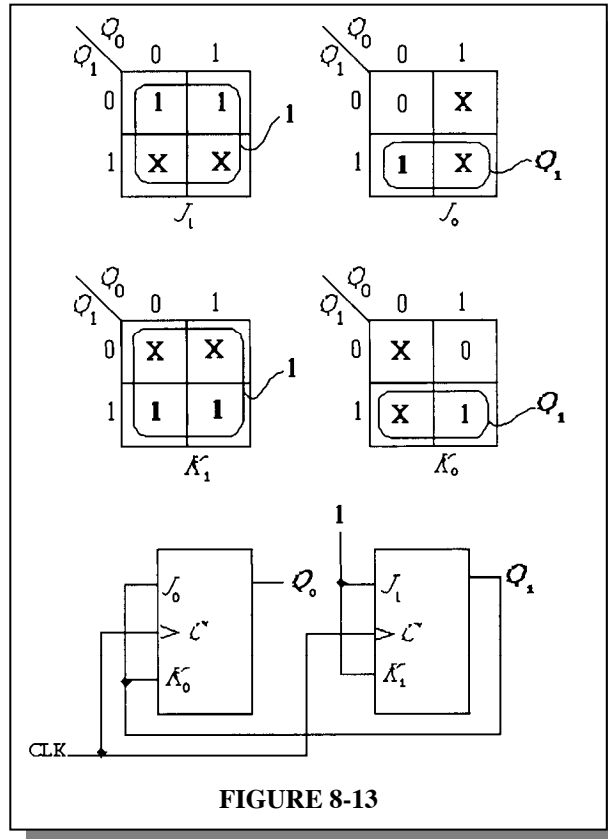 Q₀ Q₀
Q₁ 0 1 Q₁ 0 1
0 1 1 1 0 0 X
1 X X 1 1 X Q₁
J₁ J₀
Q₀ Q₀
Q₁ 0 1 Q₁ 0 1
0 X X 1 0 X 0
1 1 1 1 X 1 Q₁
K₁ K₀
1
J₀ Q₀ J₁ Q₁
C C
K₀ K₁
CLK
FIGURE 8-13